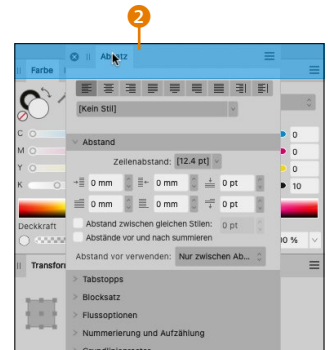 2
Absatz
Farbe
[Kein Stil]
C
0
M
0
Y
0
K
10
Abstand
Zeilenabstand: [12.4 pt]
0 mm 0 mm 0 pt
0 mm 0 mm 0 pt
Abstand zwischen gleichen Stilen: 0 pt
Abstände vor und nach summieren
Abstand vor verwenden: Nur zwischen Ab...
Deckkraft
Tabstopps
Blocksatz
Flussoptionen
Nummerierung und Aufzählung